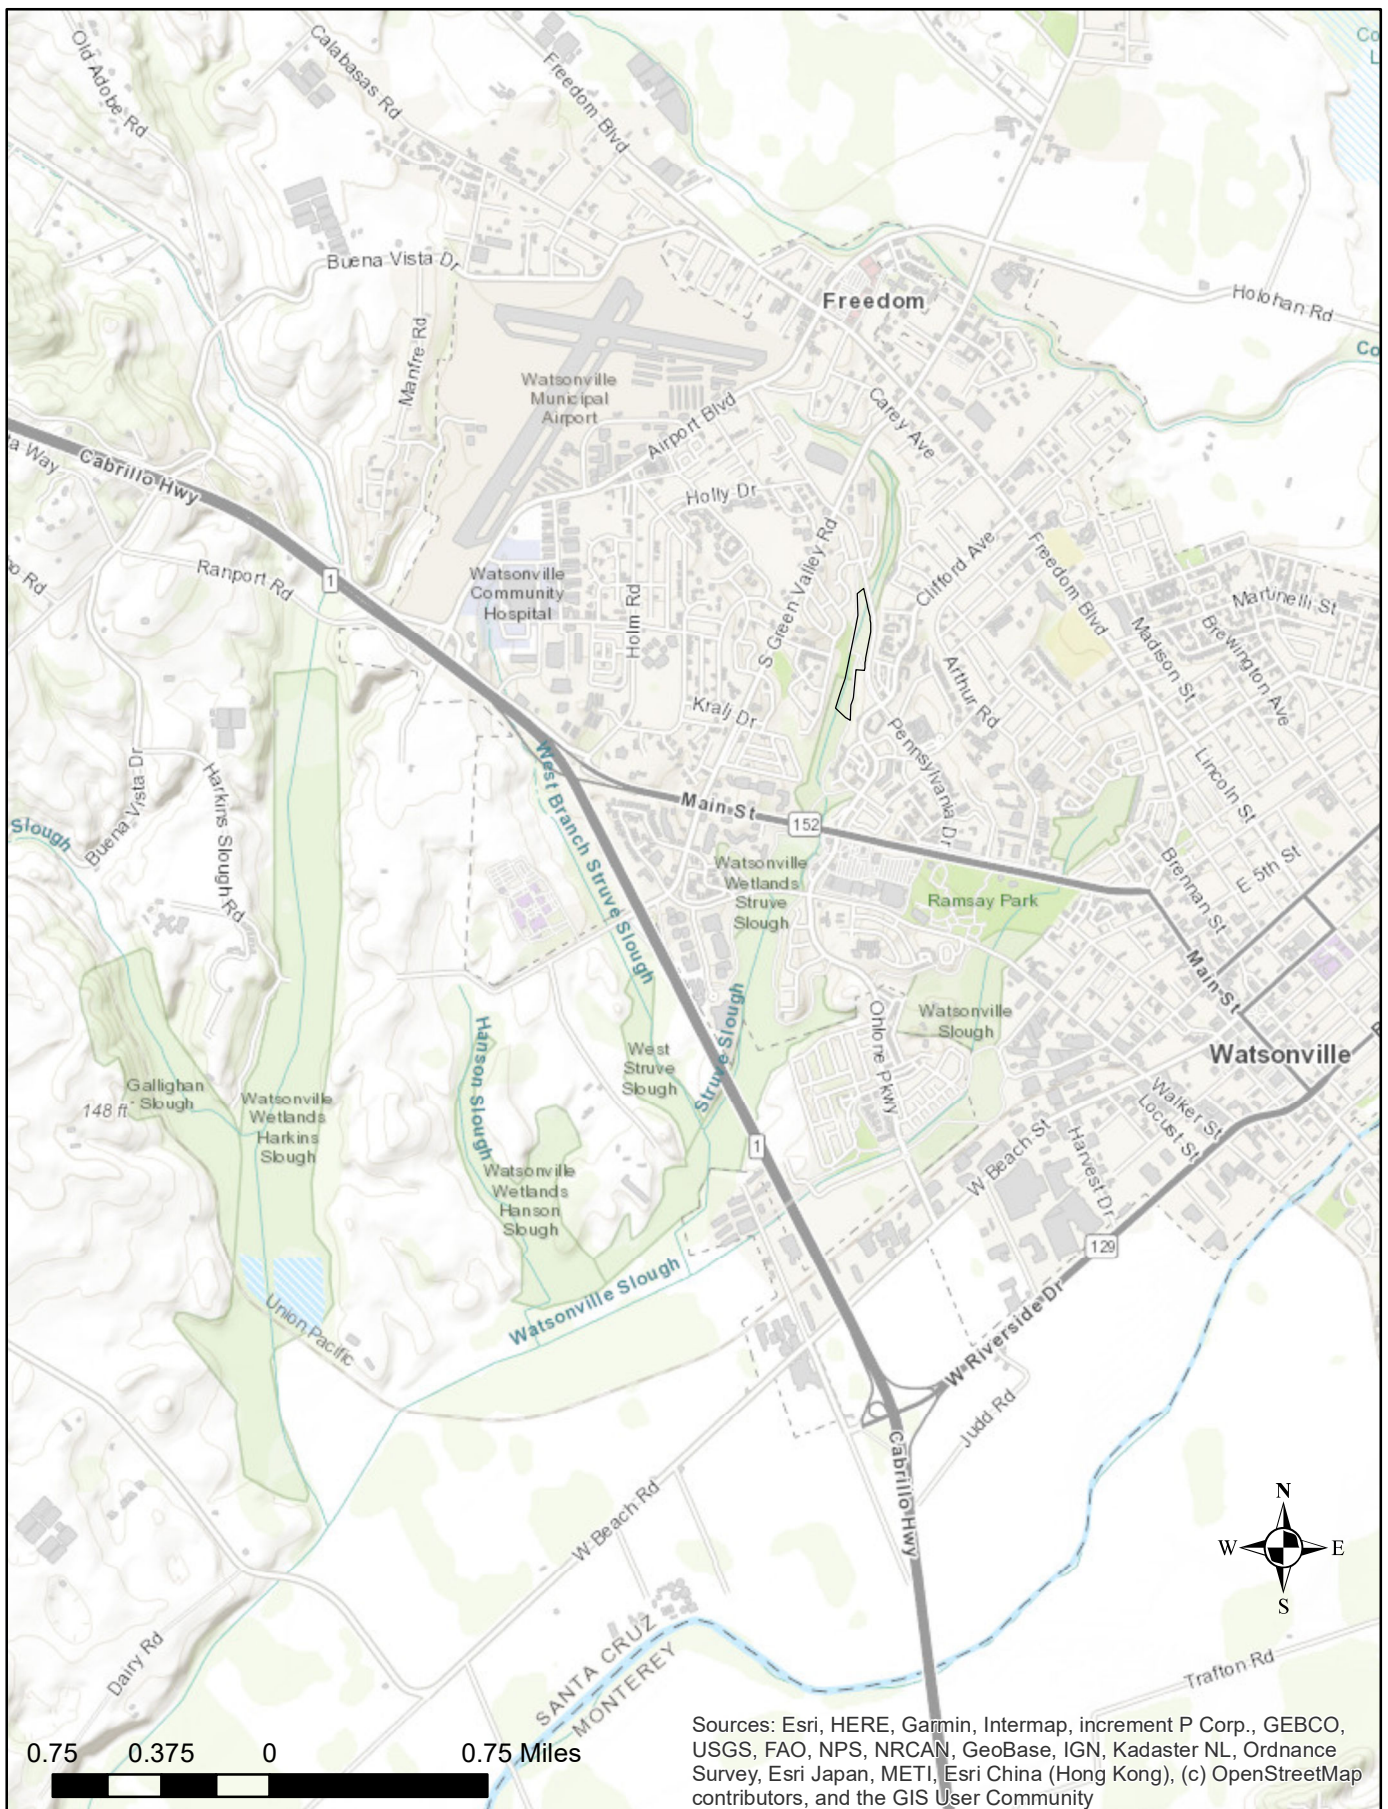 Old Adobe Rd
Calabasas Rd
Freedom Blvd
Buena Vista Dr
Freedom
Holohan Rd
Manfre Rd
Watsonville
Municipal
Airport
Airport Blvd
Carey Ave
ta Way
Cabrillo Hwy
Holly Dr
S Green Valley Rd
Clifford Ave
Freedom Blvd
Ranport Rd
1
Watsonville
Community
Hospital
Holm Rd
Martinelli St
Madison St
Brewington Ave
Arthur Rd
Kralj Dr
Pennsylvania Dr
Lincoln St
Buena Vista Dr
Harkins Slough Rd
West Branch Struve Slough
Main St
152
Slough
Watsonville
Wetlands
Struve
Slough
Ramsay Park
Brennan St
E 5th St
Main St
Hanson Slough
Struve Slough
Ohlone Pkwy
Watsonville
Slough
Watsonville
West
Struve
Slough
Gallighan
Slough
148 ft
Watsonville
Wetlands
Harkins
Slough
Walker St
Locust St
1
W Beach St
Harvest Dr
Watsonville
Wetlands
Hanson
Slough
129
Watsonville Slough
Union Pacific
W Riverside Dr
Judd Rd
Cabrillo Hwy
W Beach Rd
N
W
E
S
Dairy Rd
SANTA CRUZ
MONTEREY
Trafton Rd
0.75 0.375 0 0.75 Miles
Sources: Esri, HERE, Garmin, Intermap, increment P Corp., GEBCO,
USGS, FAO, NPS, NRCAN, GeoBase, IGN, Kadaster NL, Ordnance
Survey, Esri Japan, METI, Esri China (Hong Kong), (c) OpenStreetMap
contributors, and the GIS User Community